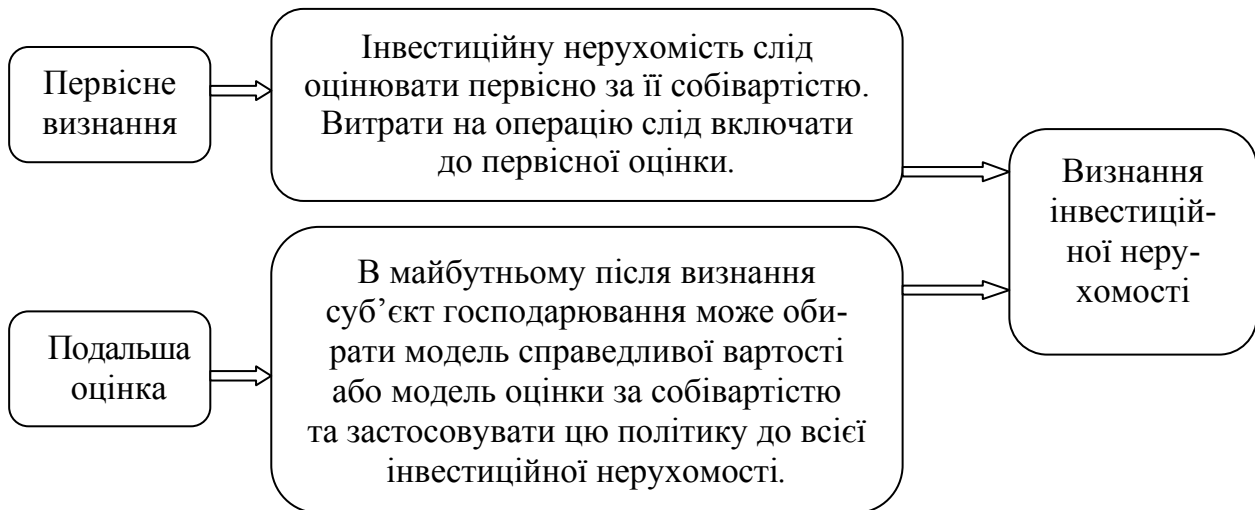 Первісне
визнання
Інвестиційну нерухомість слід
оцінювати первісно за її собівартістю.
Витрати на операцію слід включати
до первісної оцінки.
Подальша
оцінка
В майбутньому після визнання
суб’єкт господарювання може оби-
рати модель справедливої вартості
або модель оцінки за собівартістю
та застосовувати цю політику до всієї
інвестиційної нерухомості.
Визнання
інвестицій-
ної неру-
хомості